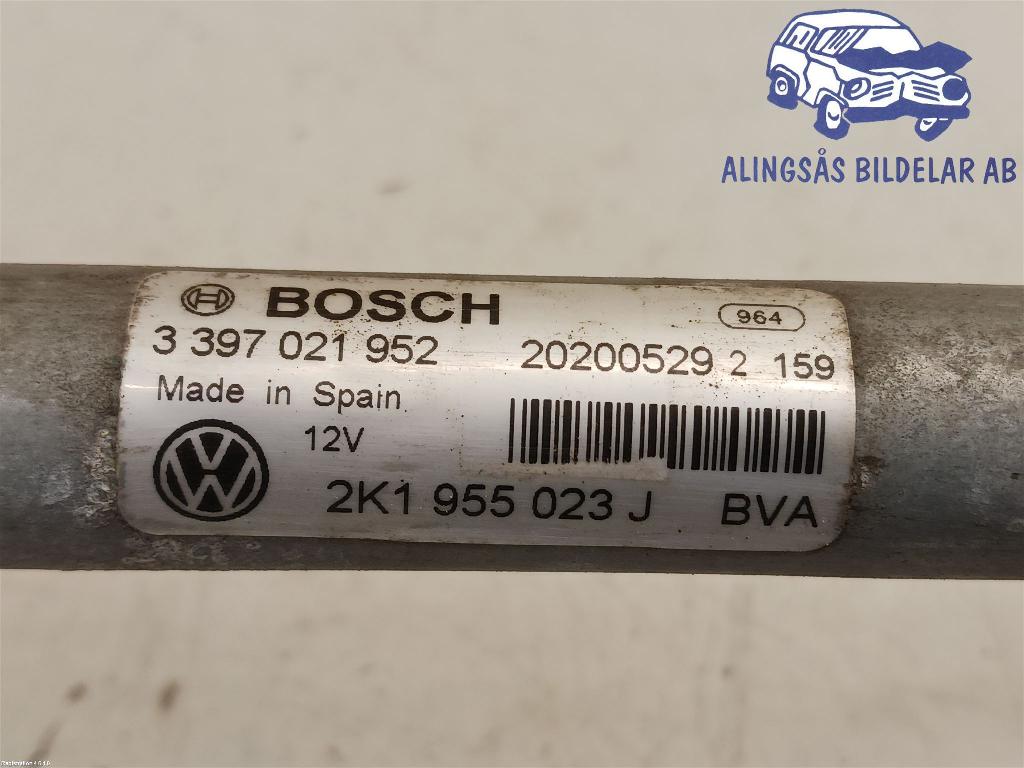 ALINGSÅS BILDELAR AB
BOSCH
964
3 397 021 952 20200529 2 159
Made in Spain
12V
2K1 955 023 J BVA